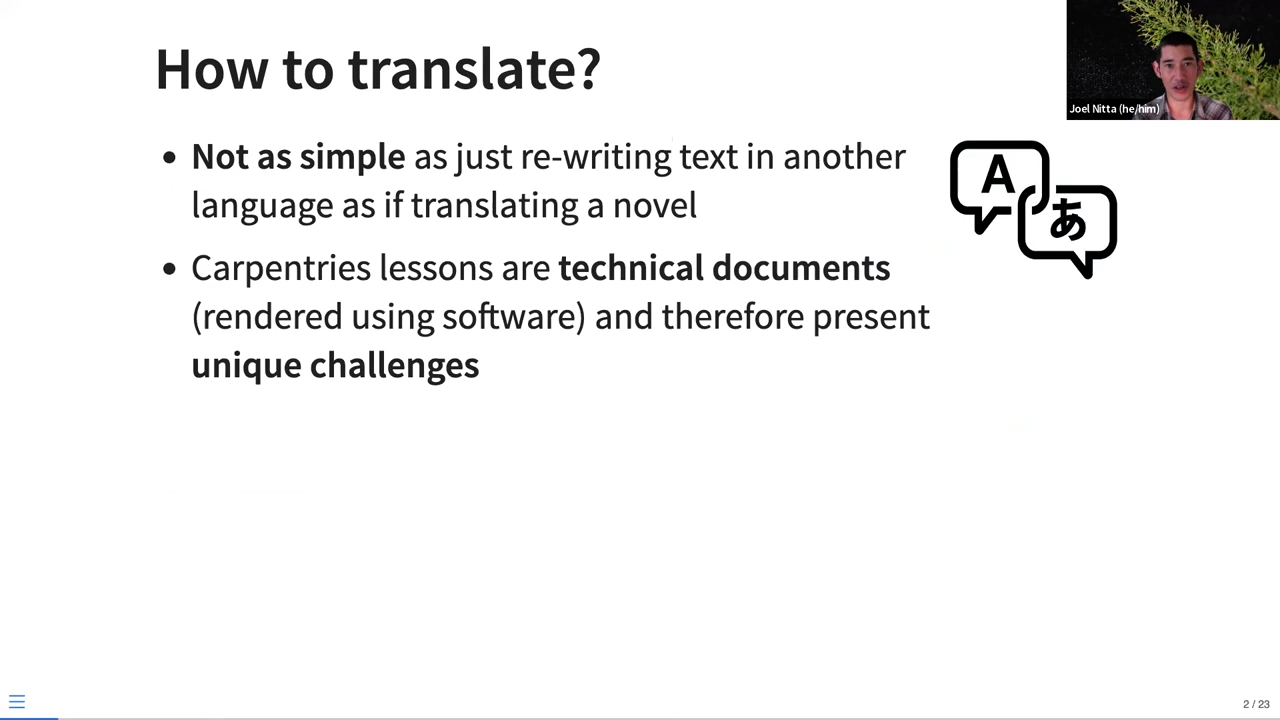 How to translate?
Joel Nitta (he/him)
• Not as simple as just re-writing text in another
language as if translating a novel
A
あ
• Carpentries lessons are technical documents
(rendered using software) and therefore present
unique challenges
2 / 23